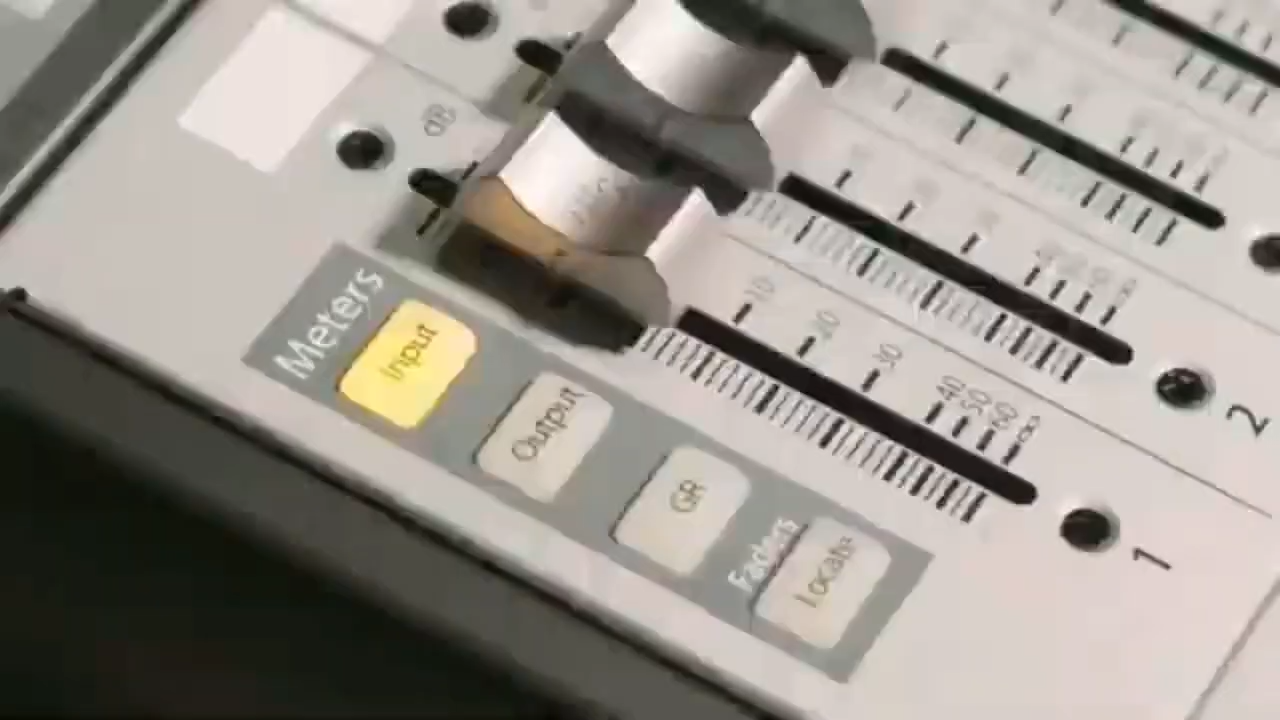 dB
Meters
Input
Output
GR
Faders
Locate
10
20
30
40
50
60
∞
1
2